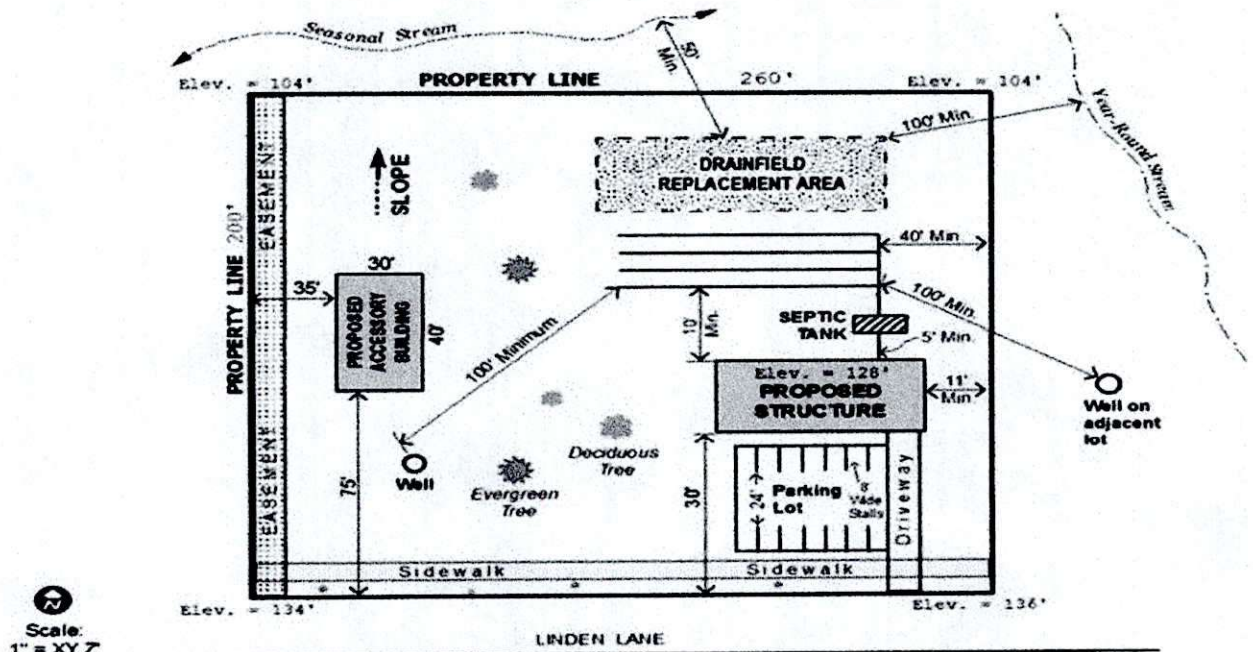 Seasonal Stream
50' Min.
Elev. = 104'
PROPERTY LINE 260'
Elev. = 104'
Year-Round Stream
100' Min.
DRAINFIELD
REPLACEMENT AREA
SLOPE
EASEMENT
PROPERTY LINE 200'
40' Min
30'
35'
PROPOSED
ACCESSORY
BUILDING
40'
100' Minimum
10' Min.
SEPTIC
TANK
100' Min.
5' Min.
Elev. = 128'
PROPOSED
STRUCTURE
11'
Min
Well on
adjacent
lot
EASEMENT
75'
Well
Deciduous
Tree
Evergreen
Tree
30'
24'
Parking
Lot
8'
Wide
Stalls
Driveway
Sidewalk
Sidewalk
Elev. = 134'
Elev. = 136'
N
Scale:
1" = XY Z'
LINDEN LANE